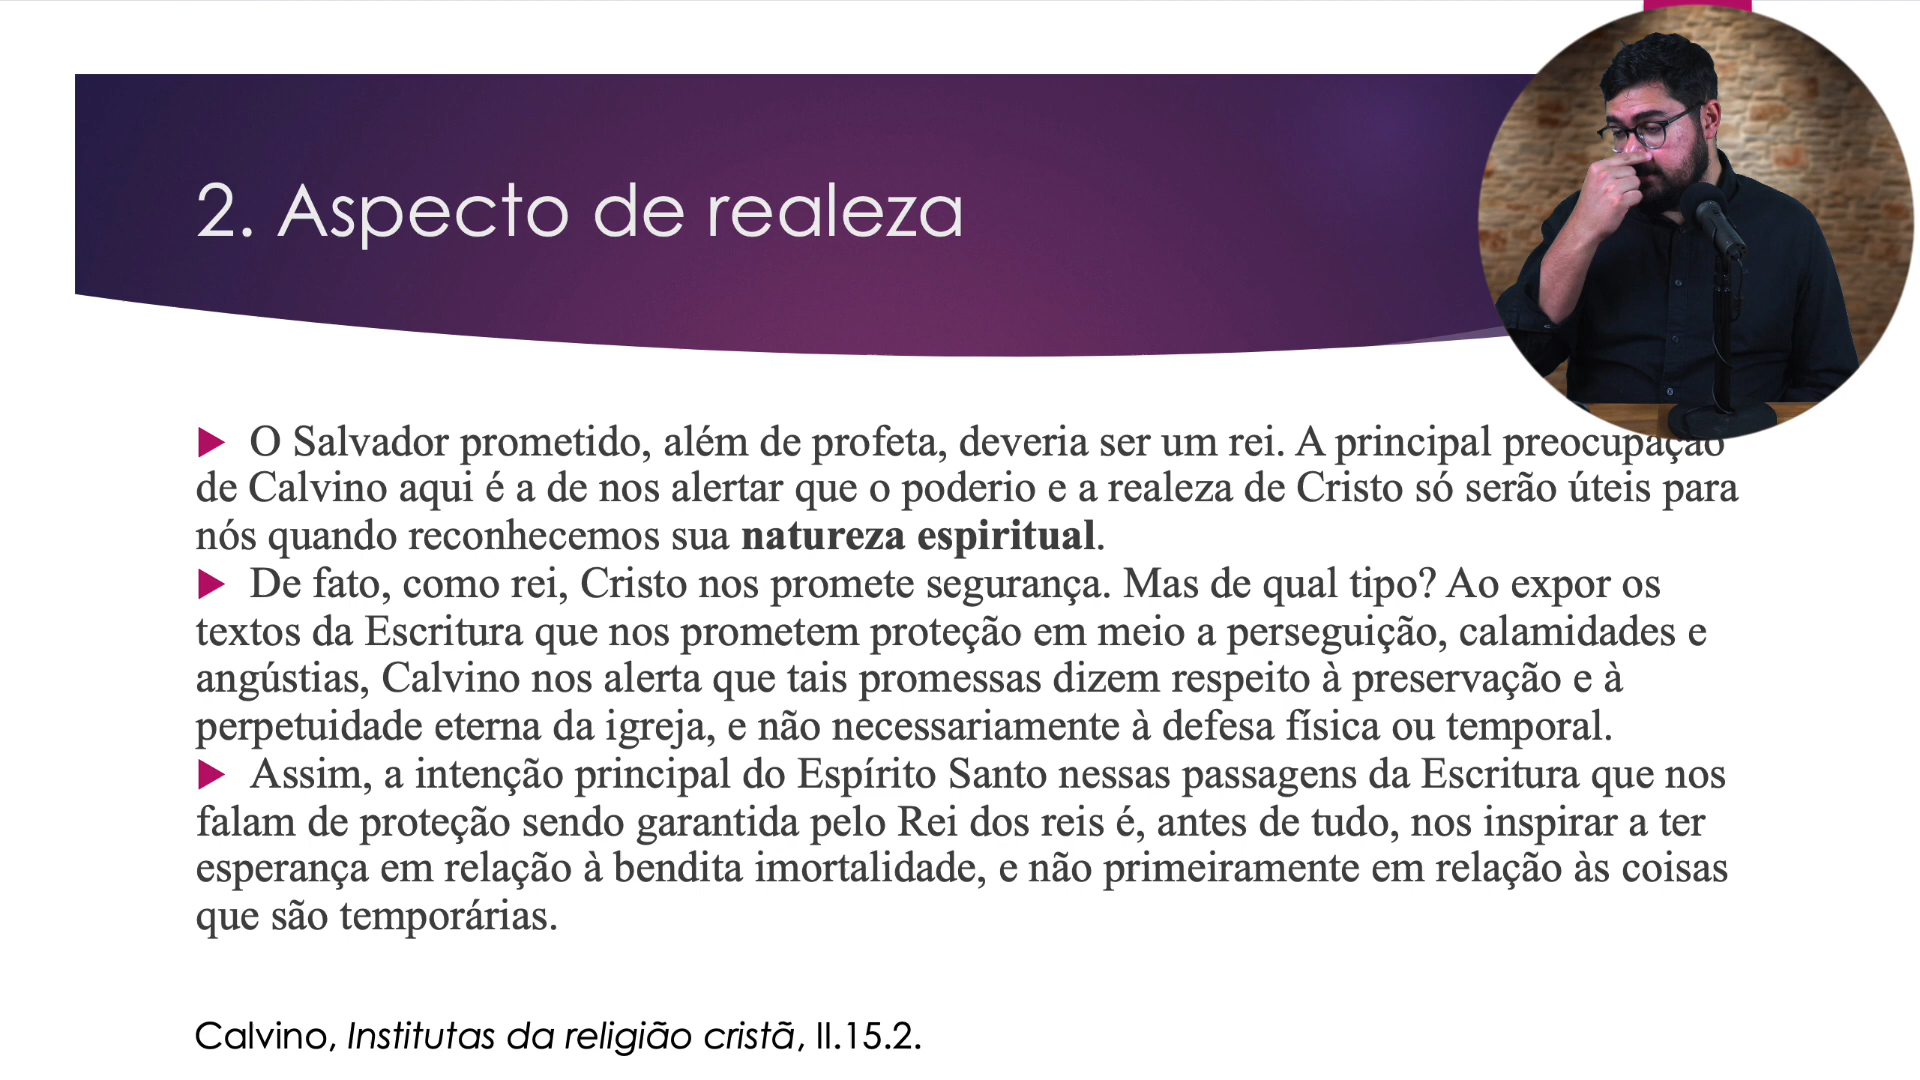 2. Aspecto de realeza
▶ O Salvador prometido, além de profeta, deveria ser um rei. A principal preocupação
de Calvino aqui é a de nos alertar que o poderio e a realeza de Cristo só serão úteis para
nós quando reconhecemos sua natureza espiritual.
▶ De fato, como rei, Cristo nos promete segurança. Mas de qual tipo? Ao expor os
textos da Escritura que nos prometem proteção em meio a perseguição, calamidades e
angústias, Calvino nos alerta que tais promessas dizem respeito à preservação e à
perpetuidade eterna da igreja, e não necessariamente à defesa física ou temporal.
▶ Assim, a intenção principal do Espírito Santo nessas passagens da Escritura que nos
falam de proteção sendo garantida pelo Rei dos reis é, antes de tudo, nos inspirar a ter
esperança em relação à bendita imortalidade, e não primeiramente em relação às coisas
que são temporárias.
Calvino, Institutas da religião cristã, II.15.2.